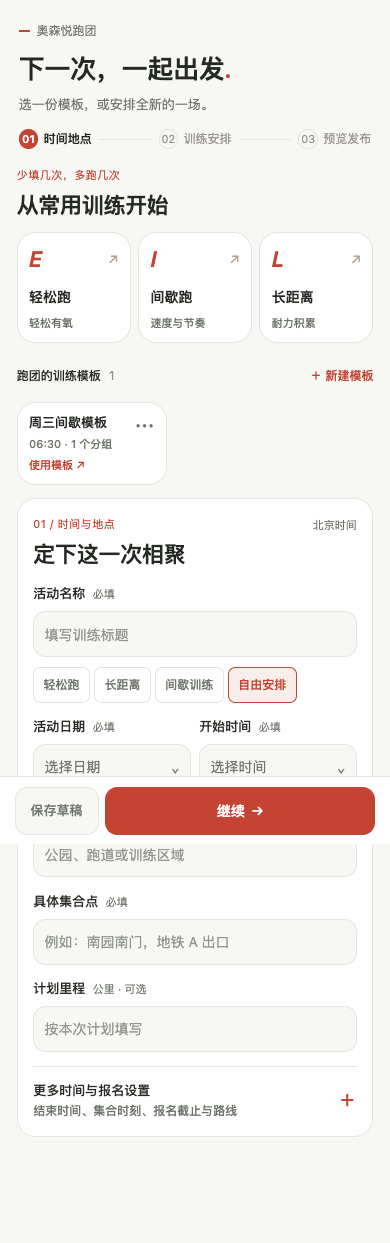 奥森悦跑团
下一次，一起出发.
选一份模板，或安排全新的一场。
01 时间地点 02 训练安排 03 预览发布
少填几次，多跑几次
从常用训练开始
E ↗ I ↗ L ↗
轻松跑 间歇跑 长距离
轻松有氧 速度与节奏 耐力积累
跑团的训练模板 1 + 新建模板
周三间歇模板 •••
06:30 · 1 个分组
使用模板 ↗
01 / 时间与地点 北京时间
定下这一次相聚
活动名称 必填
填写训练标题
轻松跑 长距离 间歇训练 自由安排
活动日期 必填 开始时间 必填
选择日期 选择时间
保存草稿 继续 →
公园、跑道或训练区域
具体集合点 必填
例如：南园南门，地铁 A 出口
计划里程 公里 · 可选
按本次计划填写
更多时间与报名设置 +
结束时间、集合时刻、报名截止与路线